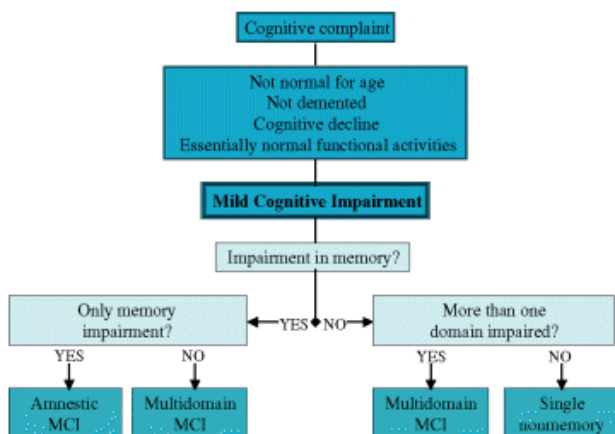 Cognitive complaint
Not normal for age
Not demented
Cognitive decline
Essentially normal functional activities
Mild Cognitive Impairment
Impairment in memory?
Only memory
impairment?
YES NO
More than one
domain impaired?
YES NO
YES NO
Amnestic
MCI
Multidomain
MCI
Multidomain
MCI
Single
nonmemory